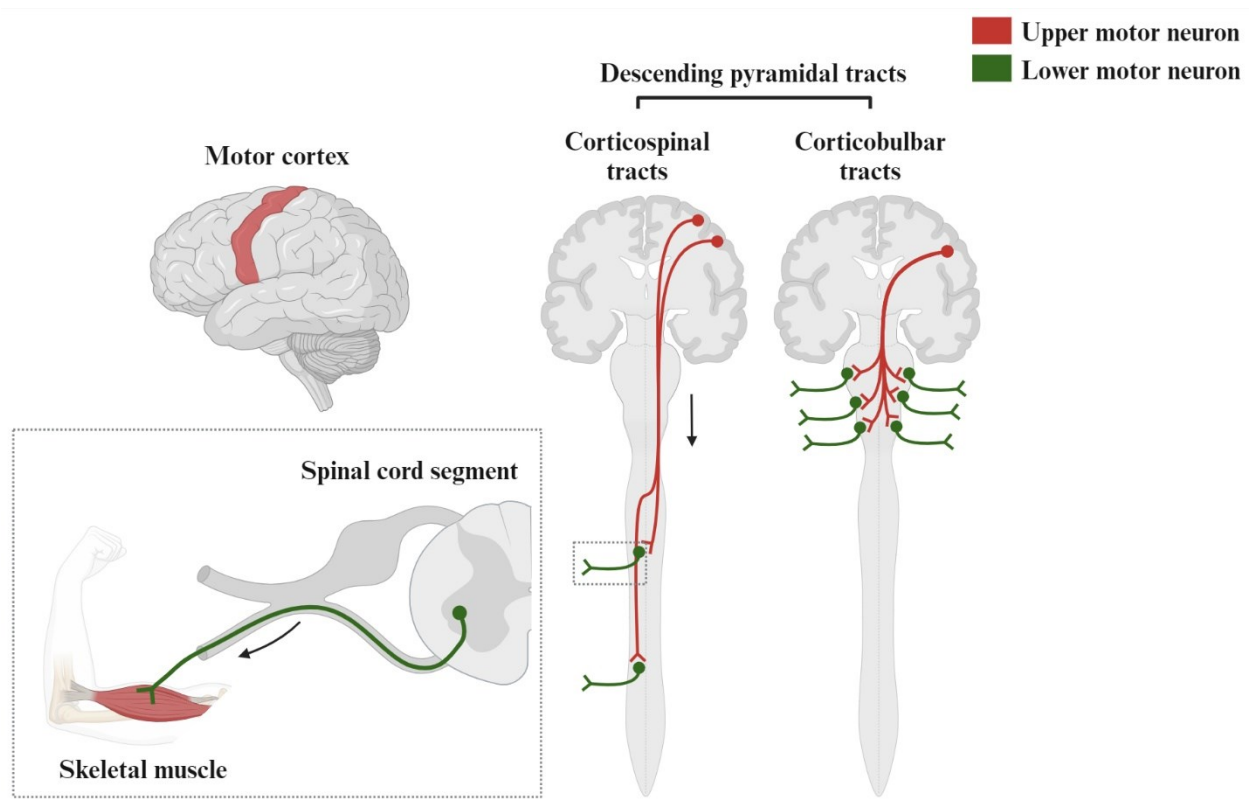 Upper motor neuron
Lower motor neuron
Descending pyramidal tracts
Motor cortex
Corticospinal
tracts
Corticobulbar
tracts
Spinal cord segment
Skeletal muscle